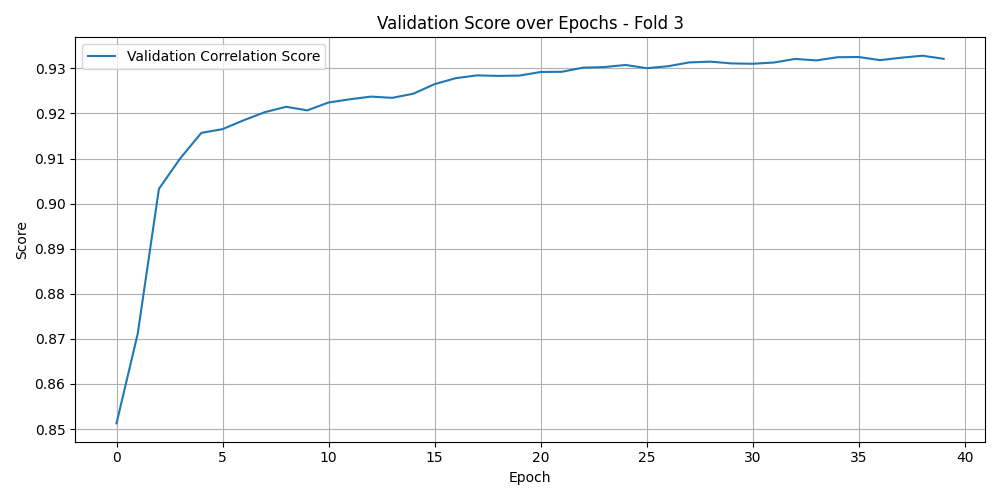 Validation Score over Epochs - Fold 3
Validation Correlation Score
0.93
0.92
0.91
0.90
0.89
0.88
0.87
0.86
0.85
Score
0 5 10 15 20 25 30 35 40
Epoch